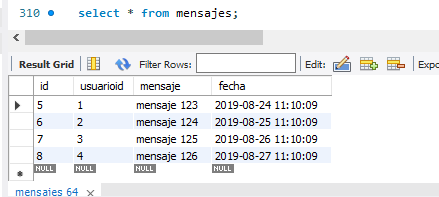 310 select * from mensajes;
Result Grid Filter Rows: Edit: Expo
id usuarioid mensaje fecha
5 1 mensaje 123 2019-08-24 11:10:09
6 2 mensaje 124 2019-08-25 11:10:09
7 3 mensaje 125 2019-08-26 11:10:09
8 4 mensaje 126 2019-08-27 11:10:09
NULL NULL NULL NULL
mensajes 64